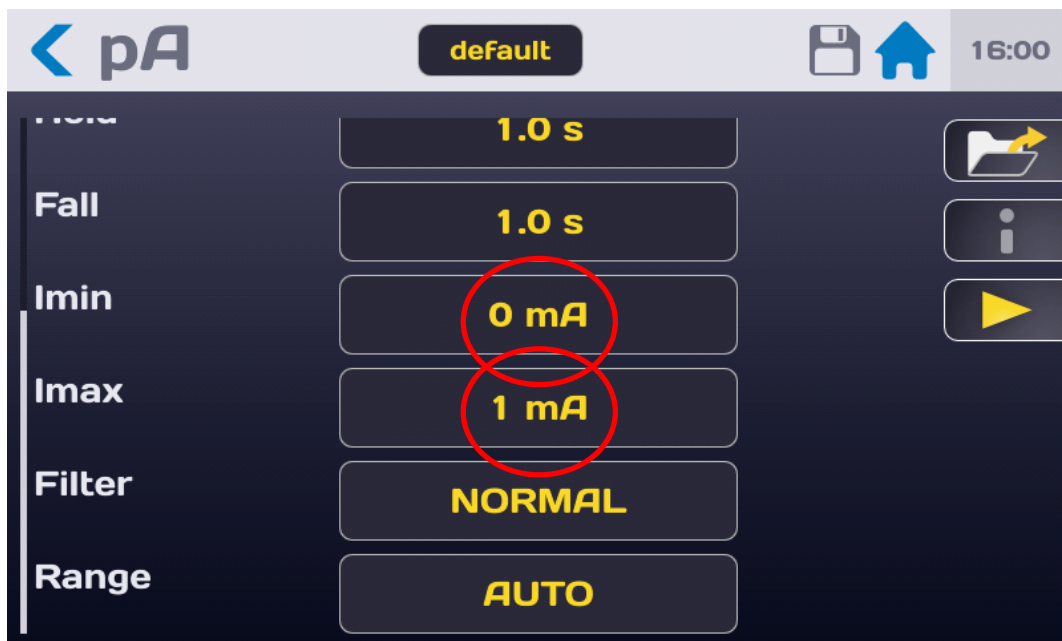 pA default 16:00
1.0 s
Fall 1.0 s
Imin 0 mA
Imax 1 mA
Filter NORMAL
Range AUTO